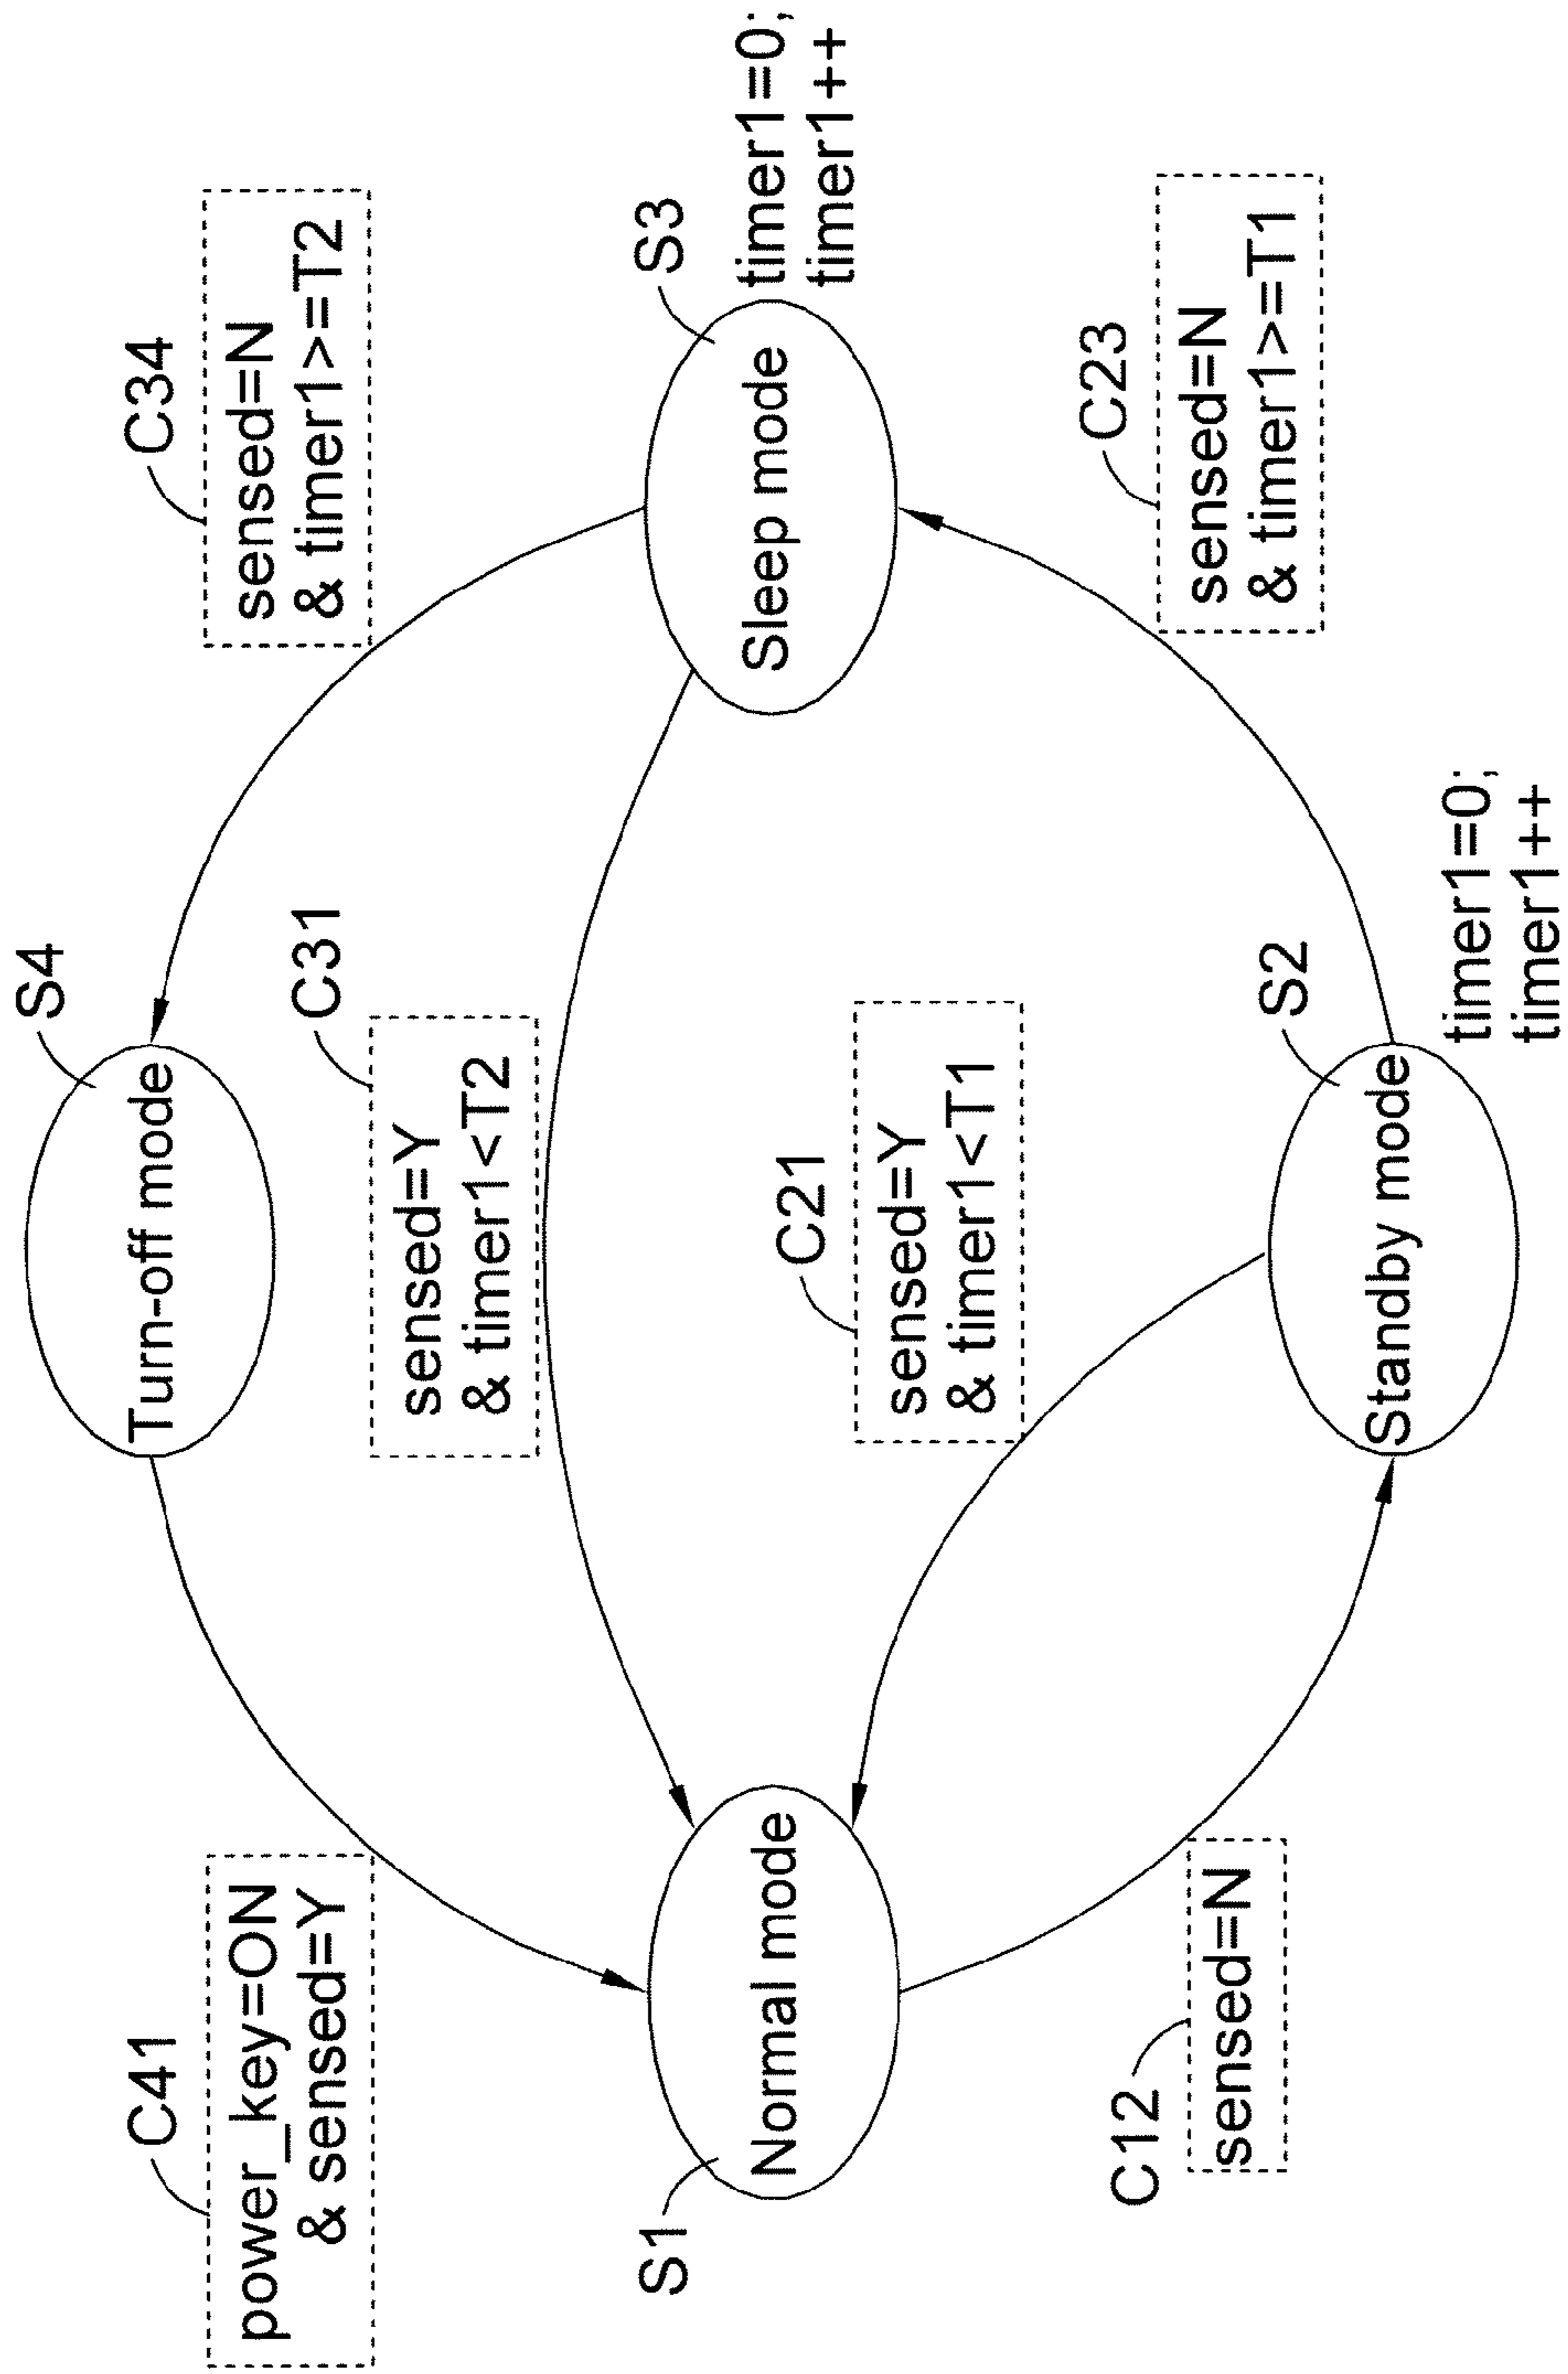 S4
Turn-off mode
C41
power_key=ON
& sensed=Y
C34
sensed=N
& timer1>=T2
C31
sensed=Y
& timer1<T2
S1
Normal mode
S3
Sleep mode
timer1=0;
timer1++
C21
sensed=Y
& timer1<T1
C12
sensed=N
S2
Standby mode
timer1=0;
timer1++
C23
sensed=N
& timer1>=T1